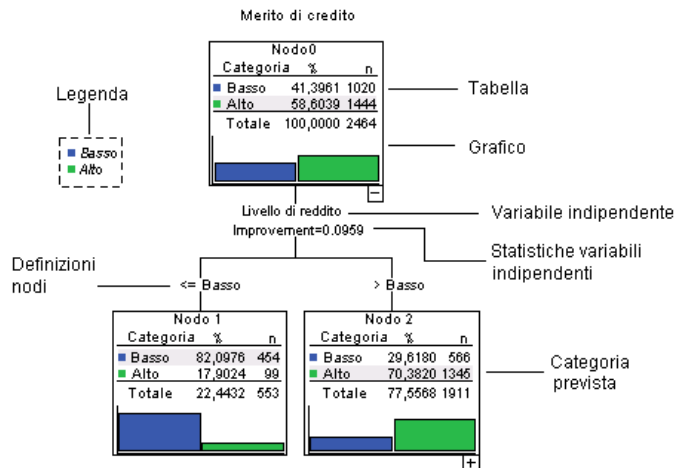 Merito di credito
Nodo0
Categoria % n
Basso 41,3961 1020
Alto 58,6039 1444
Totale 100,0000 2464
Legenda
Basso
Alto
Tabella
Grafico
Livello di reddito
Improvement=0.0959
Variabile indipendente
Statistiche variabili
indipendenti
Definizioni
nodi
<= Basso
> Basso
Nodo 1
Categoria % n
Basso 82,0976 454
Alto 17,9024 99
Totale 22,4432 553
Nodo 2
Categoria % n
Basso 29,6180 566
Alto 70,3820 1345
Totale 77,5568 1911
Categoria
prevista